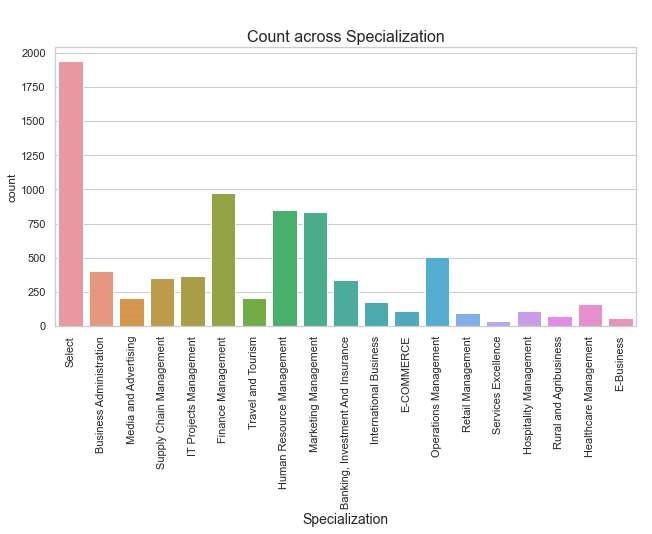 Count across Specialization
2000
1750
1500
1250
1000
750
500
250
0
count
Select
Business Administration
Media and Advertising
Supply Chain Management
IT Projects Management
Finance Management
Travel and Tourism
Human Resource Management
Marketing Management
Banking, Investment And Insurance
International Business
E-COMMERCE
Operations Management
Retail Management
Services Excellence
Hospitality Management
Rural and Agribusiness
Healthcare Management
E-Business
Specialization